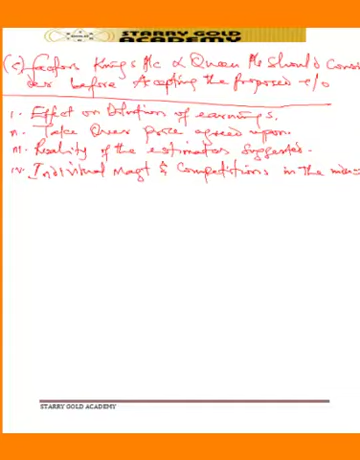 STARRY GOLD
ACADEMY
(c) factors Kings Plc & Queen Plc should Consi
der before Accepting the proposed T/O
i. Effect on Dilution of earnings.
ii. Take Over price agreed upon.
iii. Reality of the estimates Suggested.
iv. Individual Magt & Competitions in the
STARRY GOLD ACADEMY